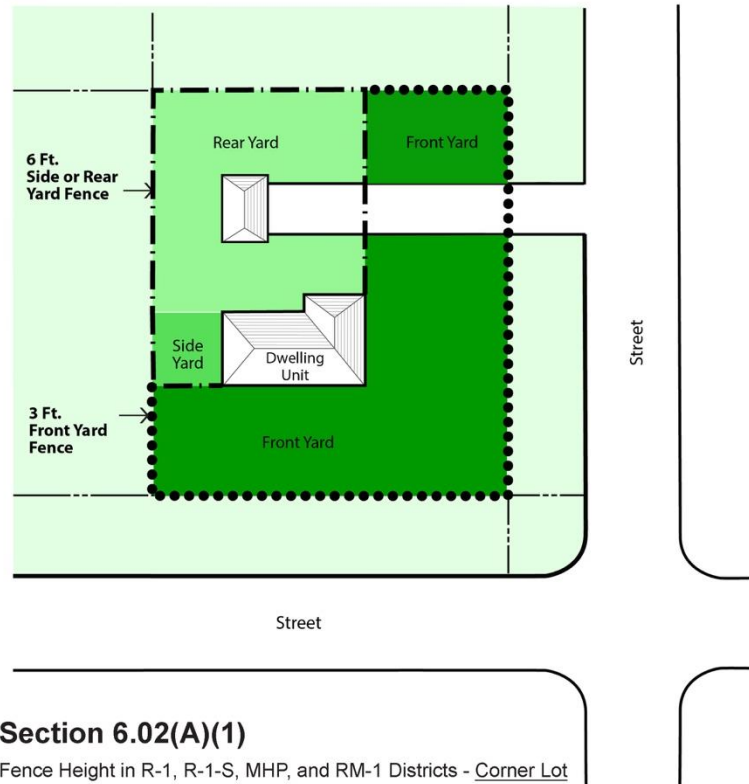 Rear Yard
Front Yard
6 Ft.
Side or Rear
Yard Fence
Side
Yard
Dwelling
Unit
Street
3 Ft.
Front Yard
Fence
Front Yard
Street
Section 6.02(A)(1)
Fence Height in R-1, R-1-S, MHP, and RM-1 Districts - Corner Lot